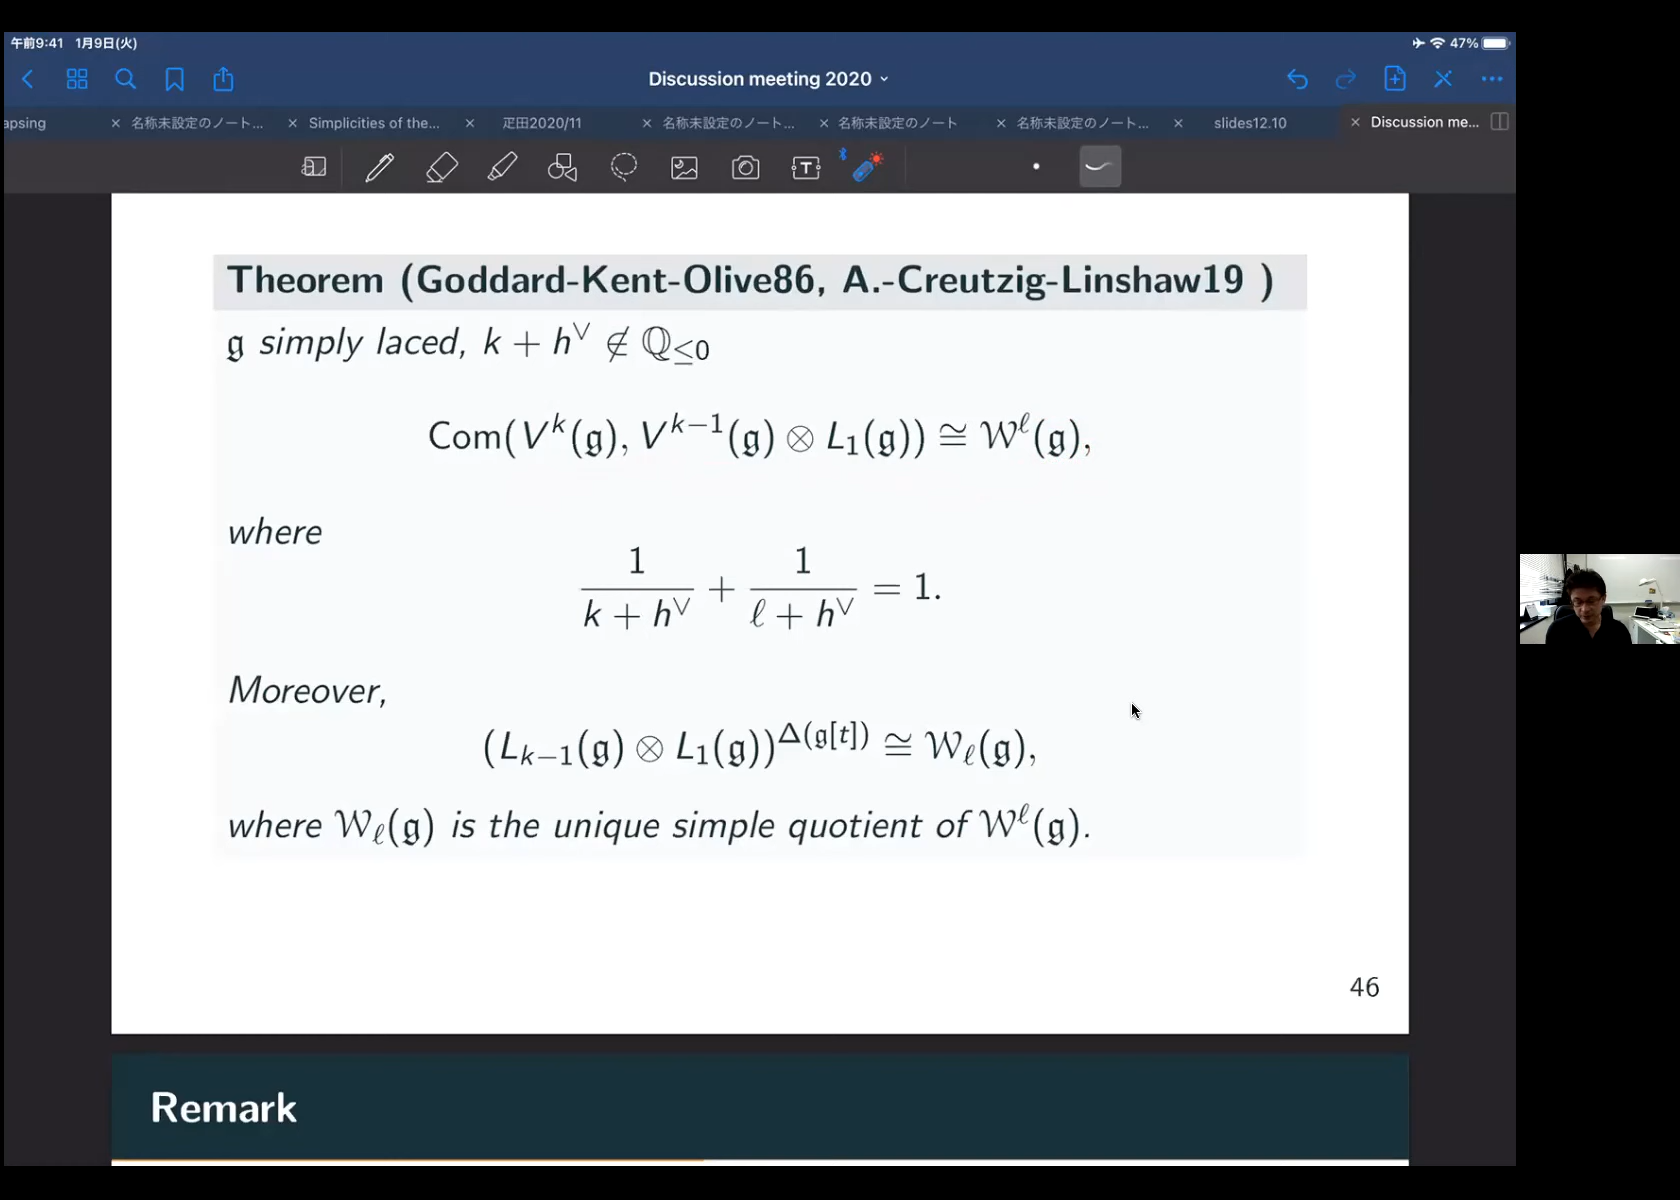 午前9:41 1月9日(火)
47%
Discussion meeting 2020
apsing
名称未設定のノート...
Simplicities of the...
疋田2020/11
名称未設定のノート...
名称未設定のノート
名称未設定のノート...
slides12.10
Discussion me...
Theorem (Goddard-Kent-Olive86, A.-Creutzig-Linshaw19 )
𝔤 simply laced, k + h^∨ ∉ ℚ_{≤0}
Com(V^k(𝔤), V^{k−1}(𝔤) ⊗ L_1(𝔤)) ≅ 𝒲^ℓ(𝔤),
where
1/(k + h^∨) + 1/(ℓ + h^∨) = 1.
Moreover,
(L_{k−1}(𝔤) ⊗ L_1(𝔤))^{Δ(𝔤[t])} ≅ 𝒲_ℓ(𝔤),
where 𝒲_ℓ(𝔤) is the unique simple quotient of 𝒲^ℓ(𝔤).
46
Remark